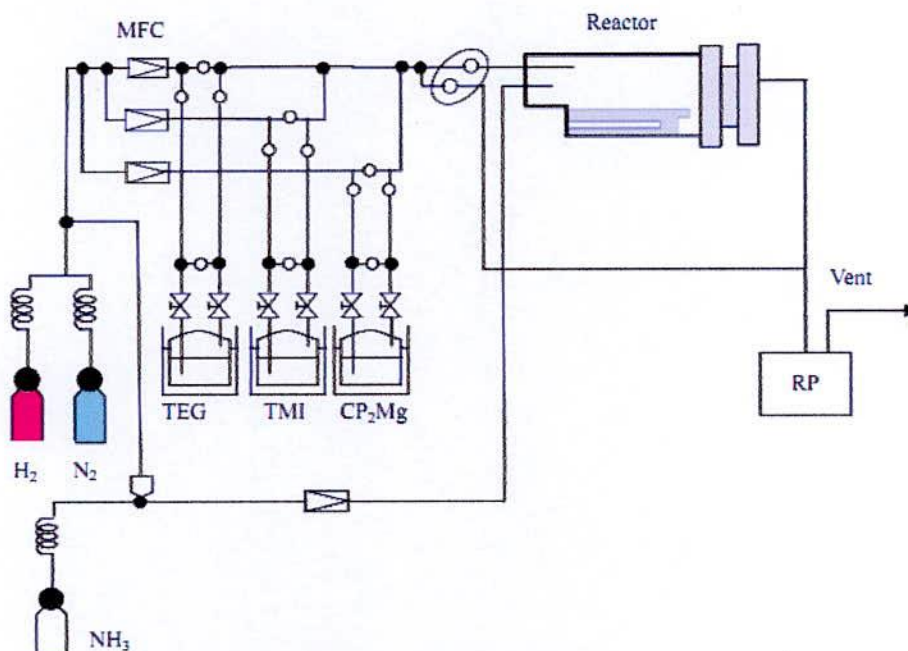 MFC
Reactor
Vent
RP
TEG
TMI
CP₂Mg
H₂
N₂
NH₃